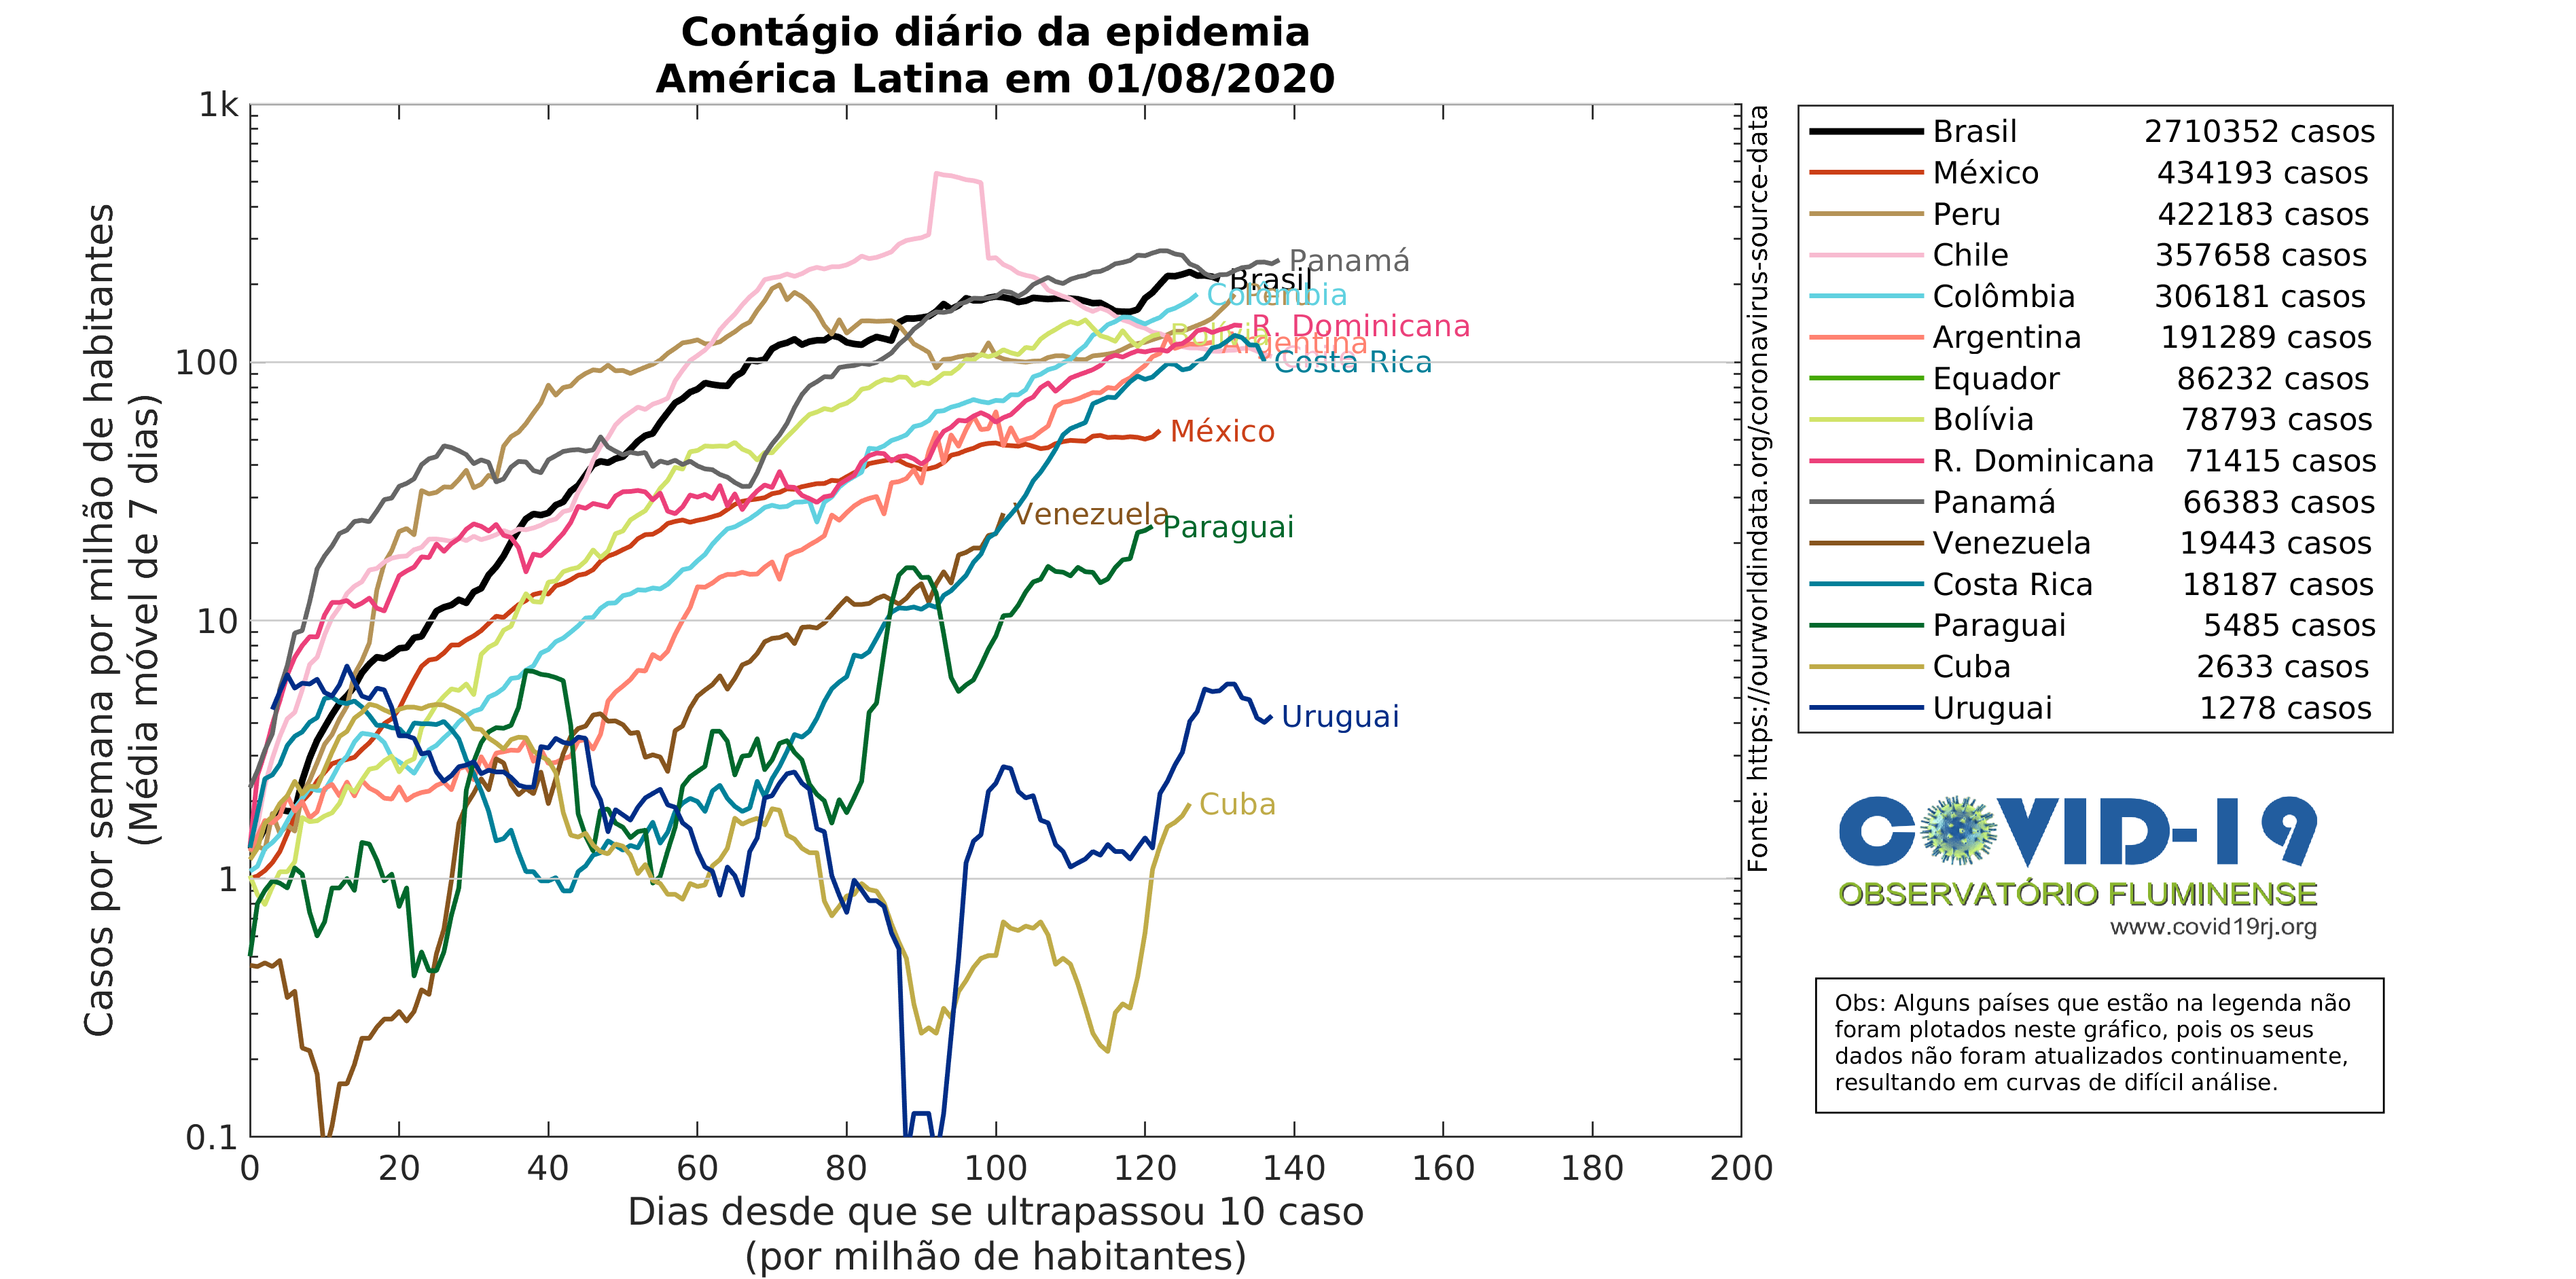 Contágio diário da epidemia
América Latina em 01/08/2020
Casos por semana por milhão de habitantes
(Média móvel de 7 dias)
1k
100
10
1
0.1
0
20
40
60
80
100
120
140
160
180
200
Dias desde que se ultrapassou 10 caso
(por milhão de habitantes)
Panamá
Brasil
Colômbia
Peru
R. Dominicana
Bolívia
Argentina
Chile
Costa Rica
México
Venezuela
Paraguai
Uruguai
Cuba
Fonte: https://ourworldindata.org/coronavirus-source-data
Brasil 2710352 casos
México 434193 casos
Peru 422183 casos
Chile 357658 casos
Colômbia 306181 casos
Argentina 191289 casos
Equador 86232 casos
Bolívia 78793 casos
R. Dominicana 71415 casos
Panamá 66383 casos
Venezuela 19443 casos
Costa Rica 18187 casos
Paraguai 5485 casos
Cuba 2633 casos
Uruguai 1278 casos
COVID-19
OBSERVATÓRIO FLUMINENSE
www.covid19rj.org
Obs: Alguns países que estão na legenda não
foram plotados neste gráfico, pois os seus
dados não foram atualizados continuamente,
resultando em curvas de difícil análise.